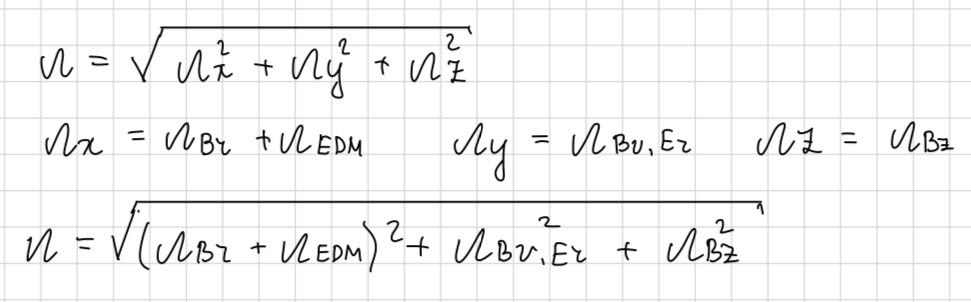 Ω = √(Ωx² + Ωy² + Ωz²)
Ωx = ΩBr + ΩEDM Ωy = ΩBv,Er Ωz = ΩBz
Ω = √((ΩBr + ΩEDM)² + ΩBv,Er² + ΩBz²)